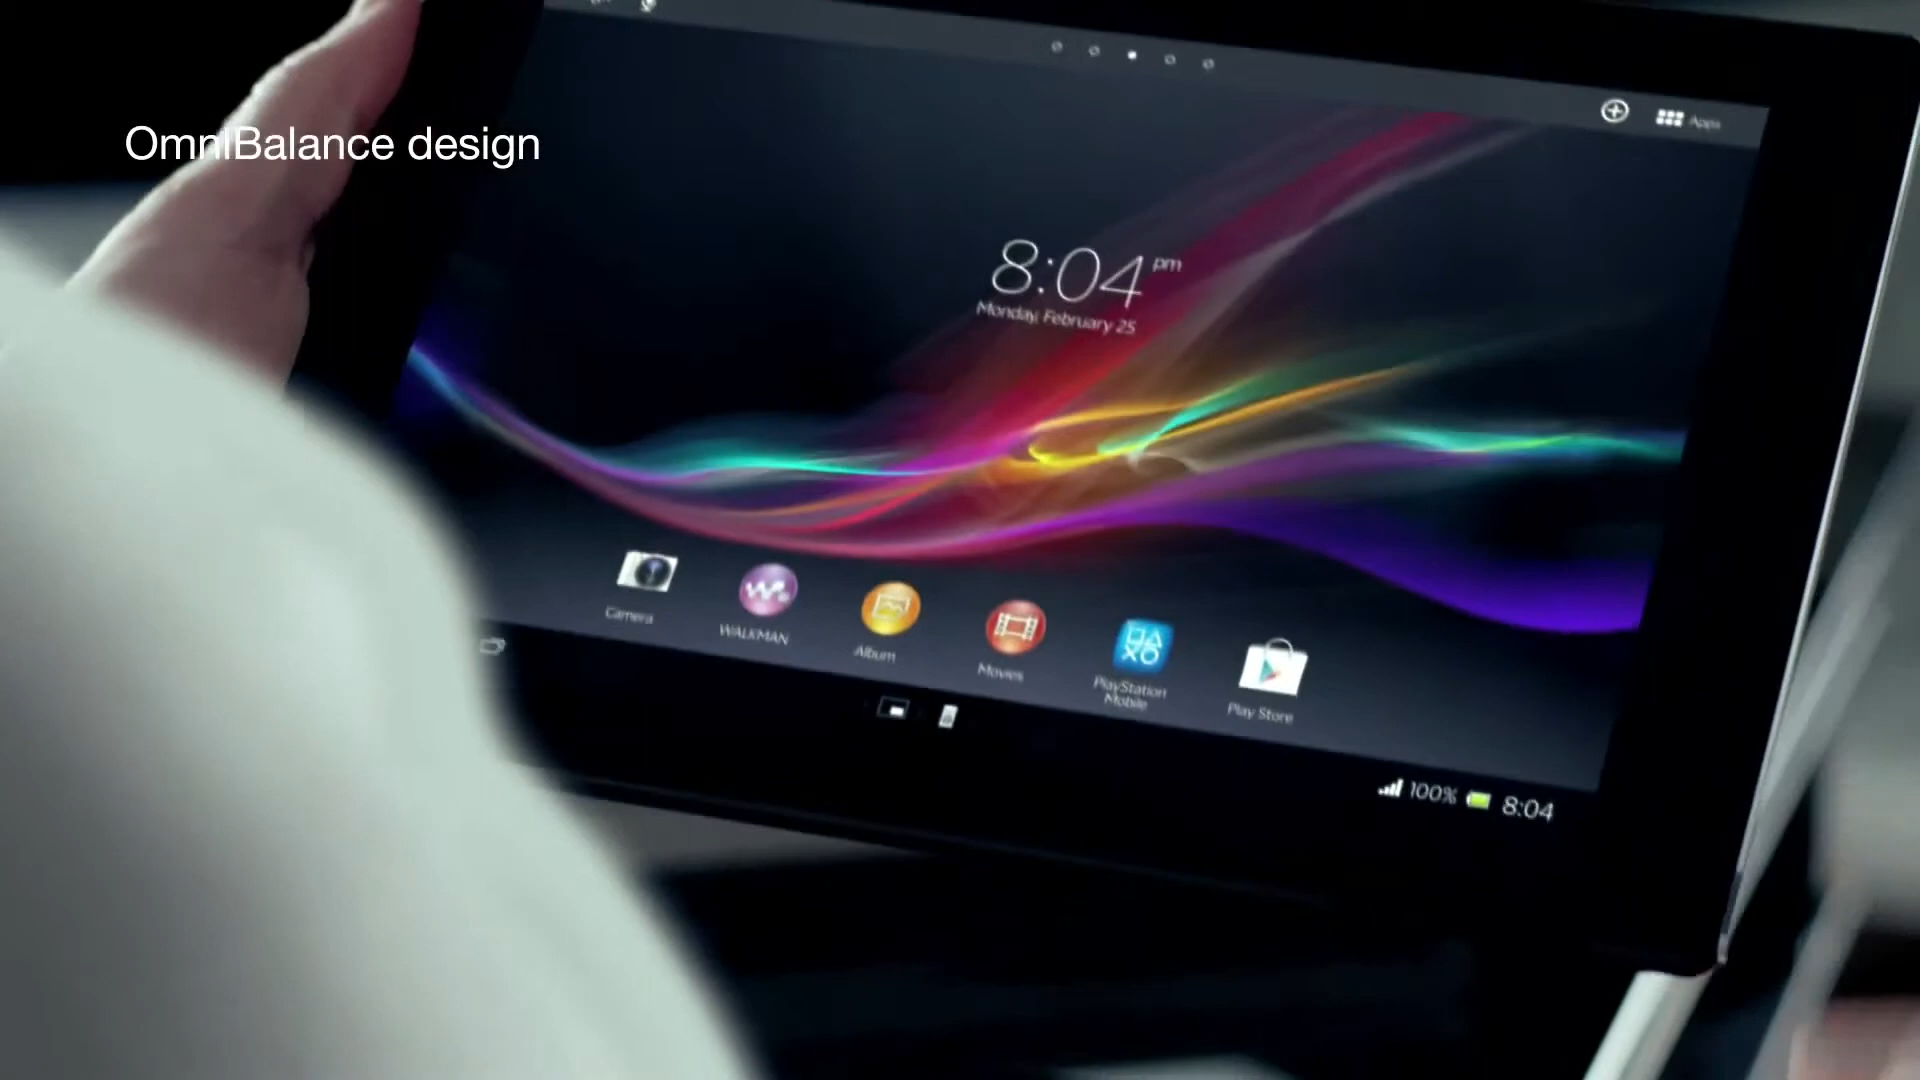 OmniBalance design
Apps
8:04 pm
Monday, February 25
Camera
WALKMAN
Album
Movies
PlayStation
Mobile
Play Store
100%
8:04